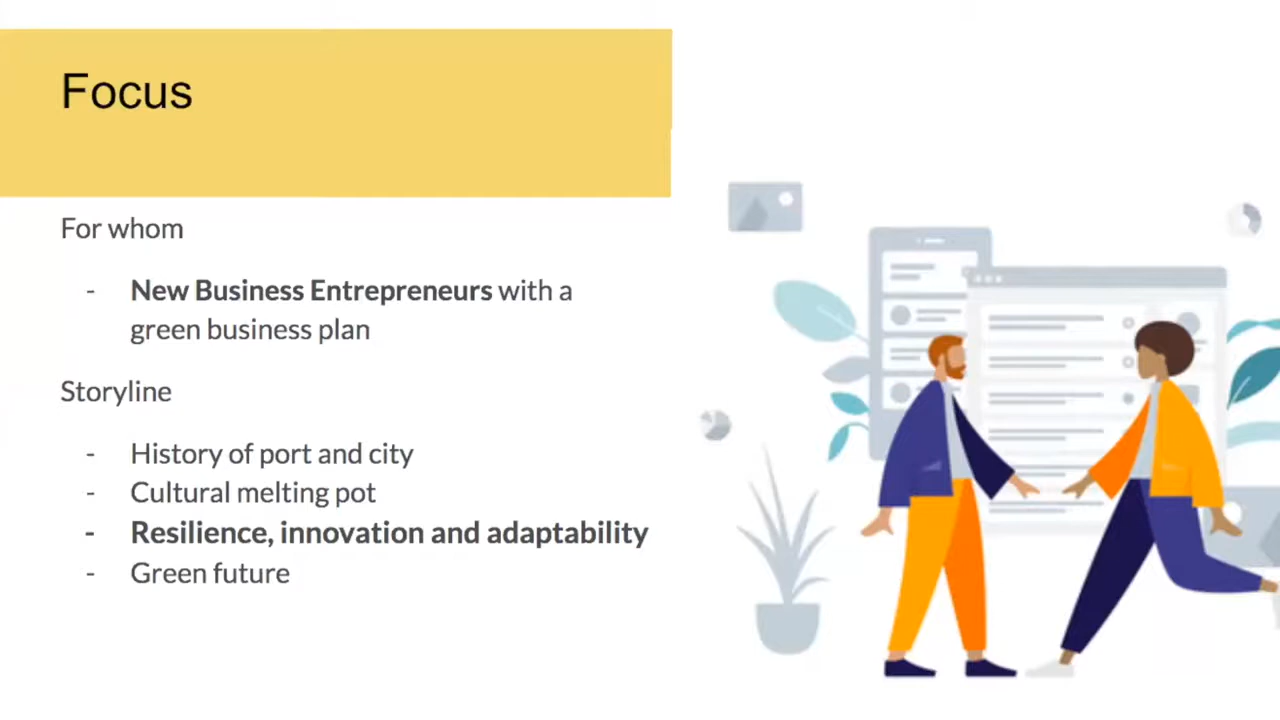 Focus
For whom
- New Business Entrepreneurs with a
green business plan
Storyline
- History of port and city
- Cultural melting pot
- Resilience, innovation and adaptability
- Green future